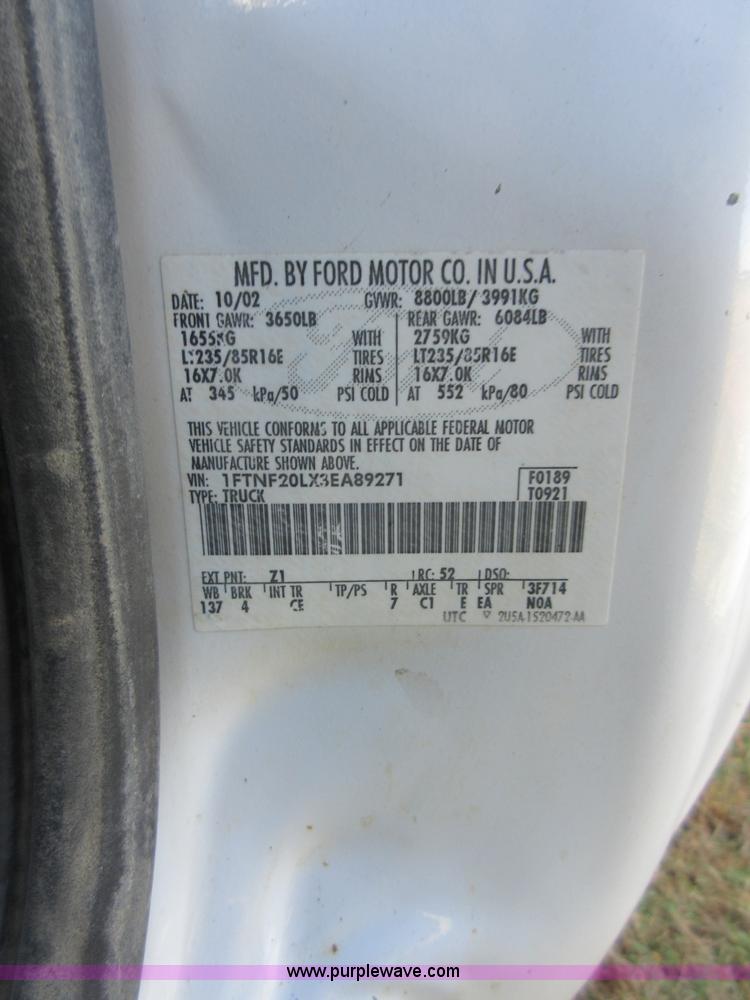 MFD. BY FORD MOTOR CO. IN U.S.A.
DATE: 10/02 GVWR: 8800LB/ 3991KG
FRONT GAWR: 3650LB REAR GAWR: 6084LB
1655KG WITH 2759KG WITH
LT235/85R16E TIRES LT235/85R16E TIRES
16X7.0K RIMS 16X7.0K RIMS
AT 345 kPa/50 PSI COLD AT 552 kPa/80 PSI COLD
THIS VEHICLE CONFORMS TO ALL APPLICABLE FEDERAL MOTOR
VEHICLE SAFETY STANDARDS IN EFFECT ON THE DATE OF
MANUFACTURE SHOWN ABOVE.
VIN: 1FTNF20LX3EA89271 F0189
TYPE: TRUCK T0921
EXT PNT: Z1 RC: 52 DSO:
WB BRK INT TR TP/PS R AXLE TR SPR 3F714
137 4 CE 7 C1 E EA NOA
UTC ▽ 2U5A-1520472-AA
www.purplewave.com